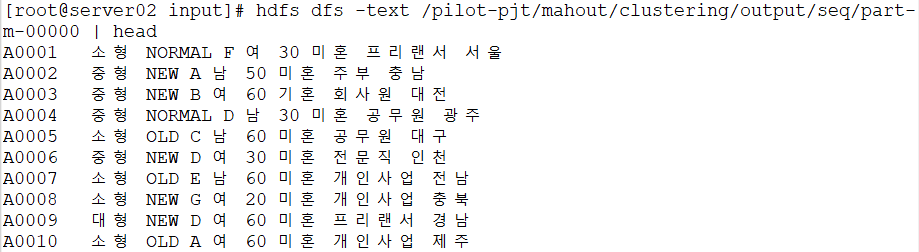 [root@server02 input]# hdfs dfs -text /pilot-pjt/mahout/clustering/output/seq/part-
m-00000 | head
A0001 소형 NORMAL F 여 30 미혼 프리랜서 서울
A0002 중형 NEW A 남 50 미혼 주부 충남
A0003 중형 NEW B 여 60 기혼 회사원 대전
A0004 중형 NORMAL D 남 30 미혼 공무원 광주
A0005 소형 OLD C 남 60 미혼 공무원 대구
A0006 중형 NEW D 여 30 미혼 전문직 인천
A0007 소형 OLD E 남 60 미혼 개인사업 전남
A0008 소형 NEW G 여 20 미혼 개인사업 충북
A0009 대형 NEW D 여 60 미혼 프리랜서 경남
A0010 소형 OLD A 여 60 미혼 개인사업 제주